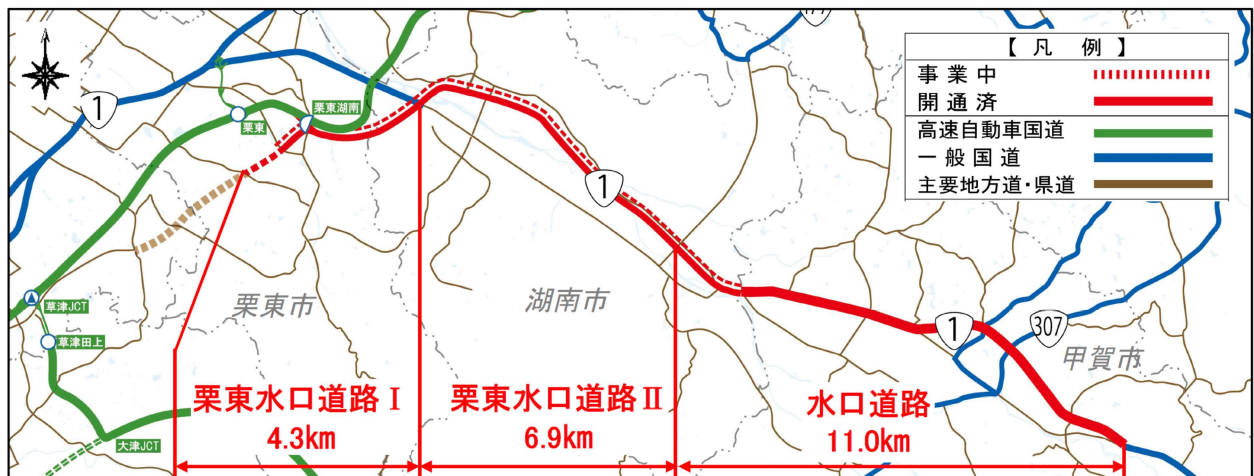 477
【 凡 例 】
事 業 中
開 通 済
高速自動車国道
一 般 国 道
主要地方道・県道
1
栗東湖南
栗東
1
草津JCT
栗東市
湖南市
草津田上
1
307
甲賀市
栗東水口道路Ⅰ
4.3km
栗東水口道路Ⅱ
6.9km
水口道路
11.0km
大津JCT